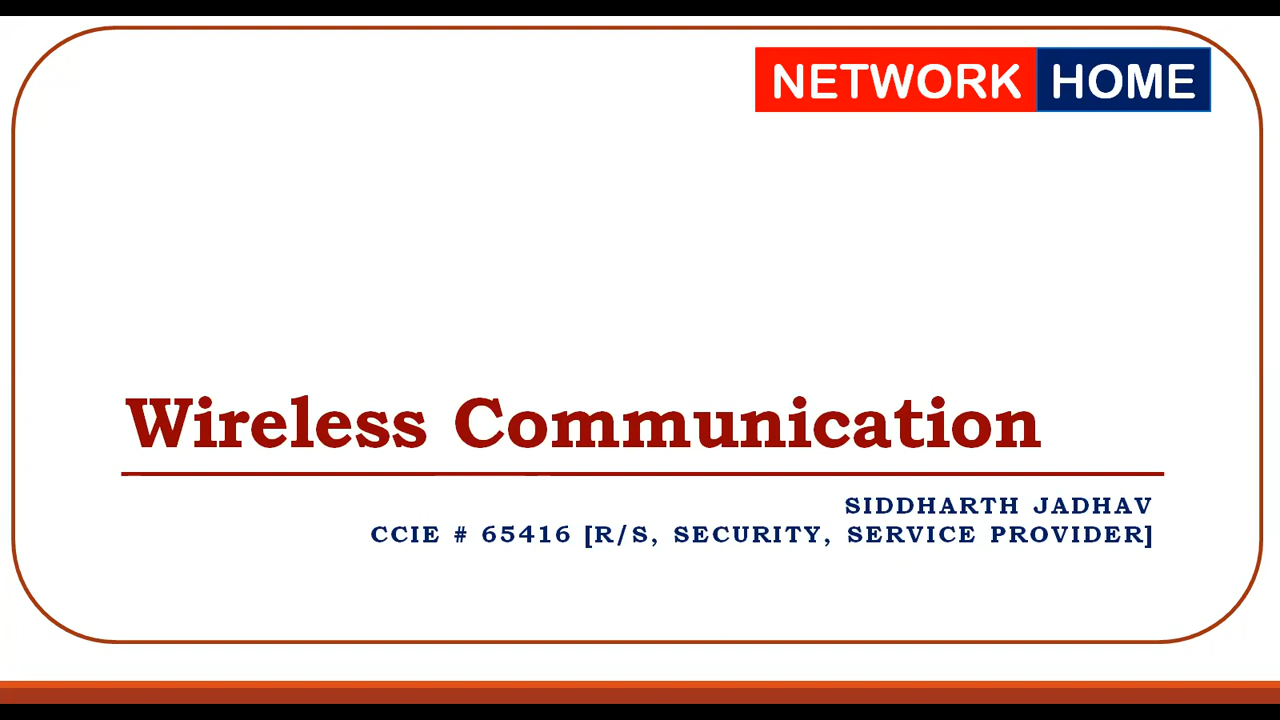 NETWORK HOME
Wireless Communication
SIDDHARTH JADHAV
CCIE # 65416 [R/S, SECURITY, SERVICE PROVIDER]